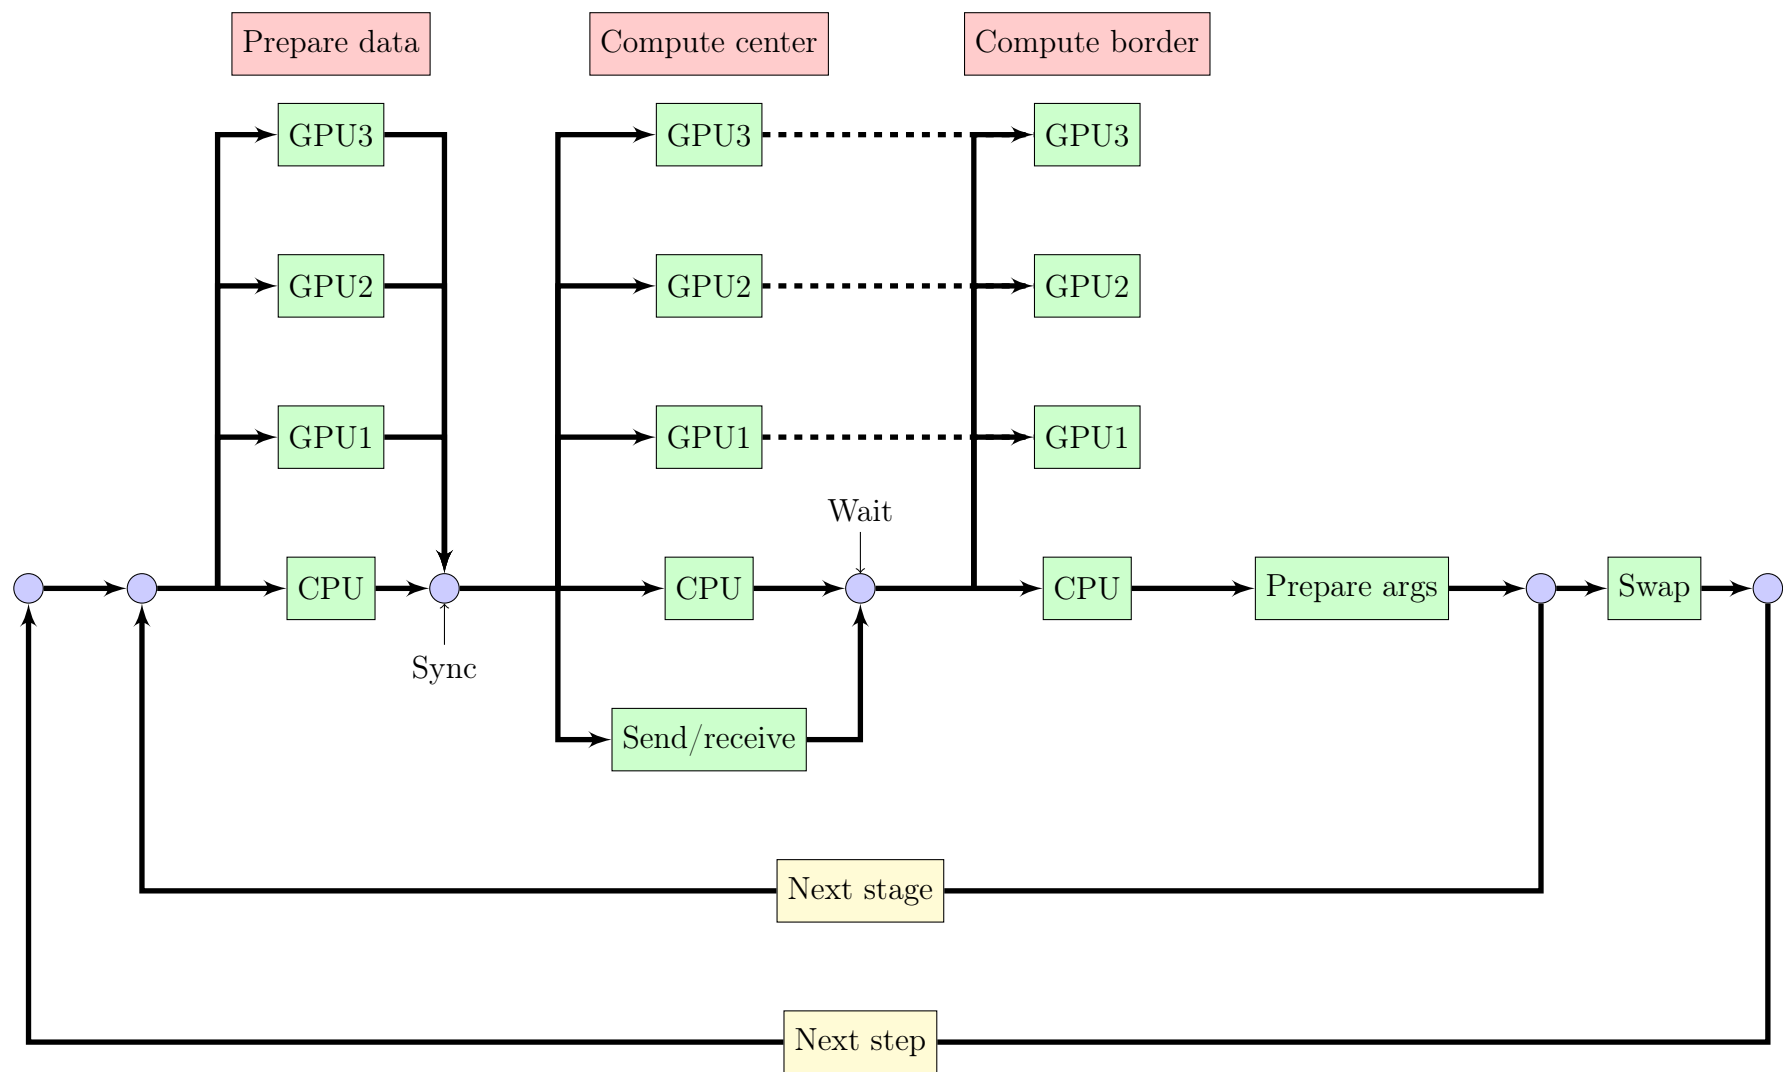 Prepare data
Compute center
Compute border
GPU3
GPU3
GPU3
GPU2
GPU2
GPU2
GPU1
GPU1
GPU1
Wait
CPU
CPU
CPU
Prepare args
Swap
Sync
Send/receive
Next stage
Next step